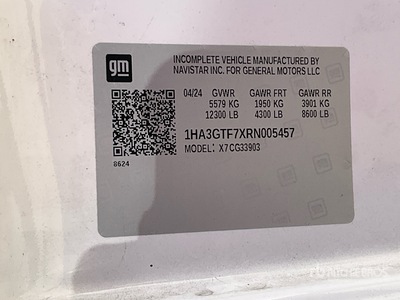 gm
INCOMPLETE VEHICLE MANUFACTURED BY
NAVISTAR INC. FOR GENERAL MOTORS LLC
04/24 GVWR GAWR FRT GAWR RR
5579 KG 1950 KG 3901 KG
12300 LB 4300 LB 8600 LB
1HA3GTF7XRN005457
MODEL: X7CG33903
8624